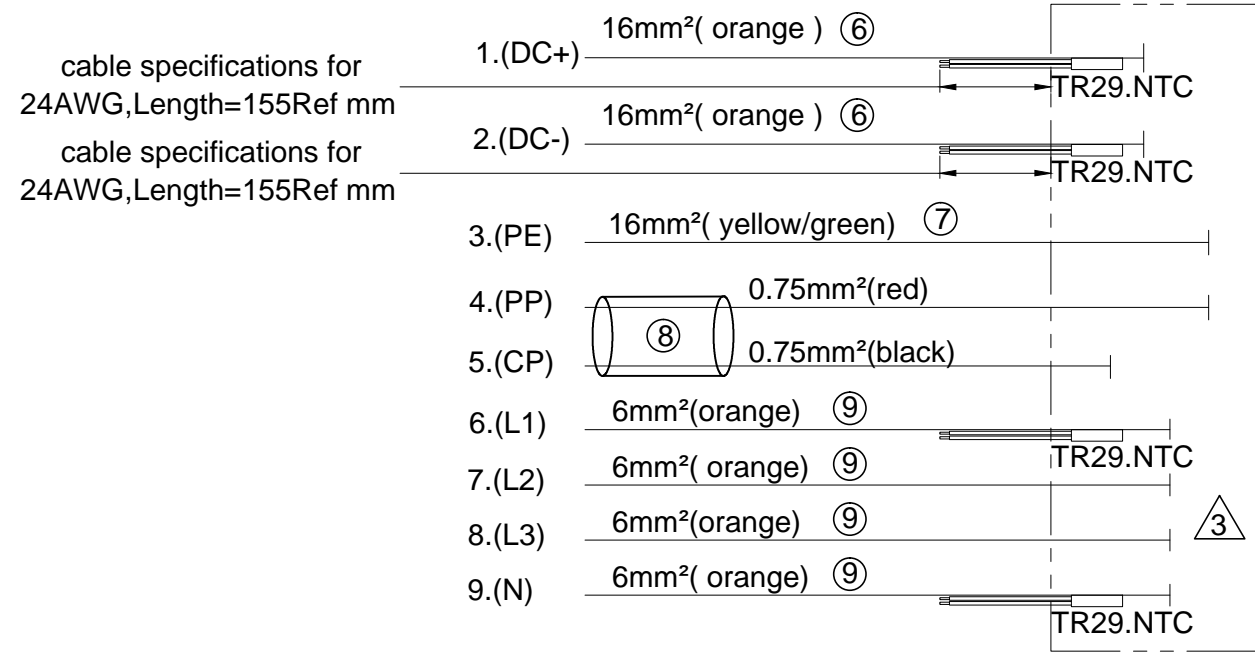 16mm²( orange ) ⑥
1.(DC+)
cable specifications for
24AWG,Length=155Ref mm
TR29.NTC
16mm²( orange ) ⑥
2.(DC-)
cable specifications for
24AWG,Length=155Ref mm
TR29.NTC
3.(PE) 16mm²( yellow/green) ⑦
4.(PP) 0.75mm²(red)
⑧
5.(CP) 0.75mm²(black)
6.(L1) 6mm²(orange) ⑨
TR29.NTC
7.(L2) 6mm²( orange) ⑨
8.(L3) 6mm²(orange) ⑨
3
9.(N) 6mm²( orange) ⑨
TR29.NTC